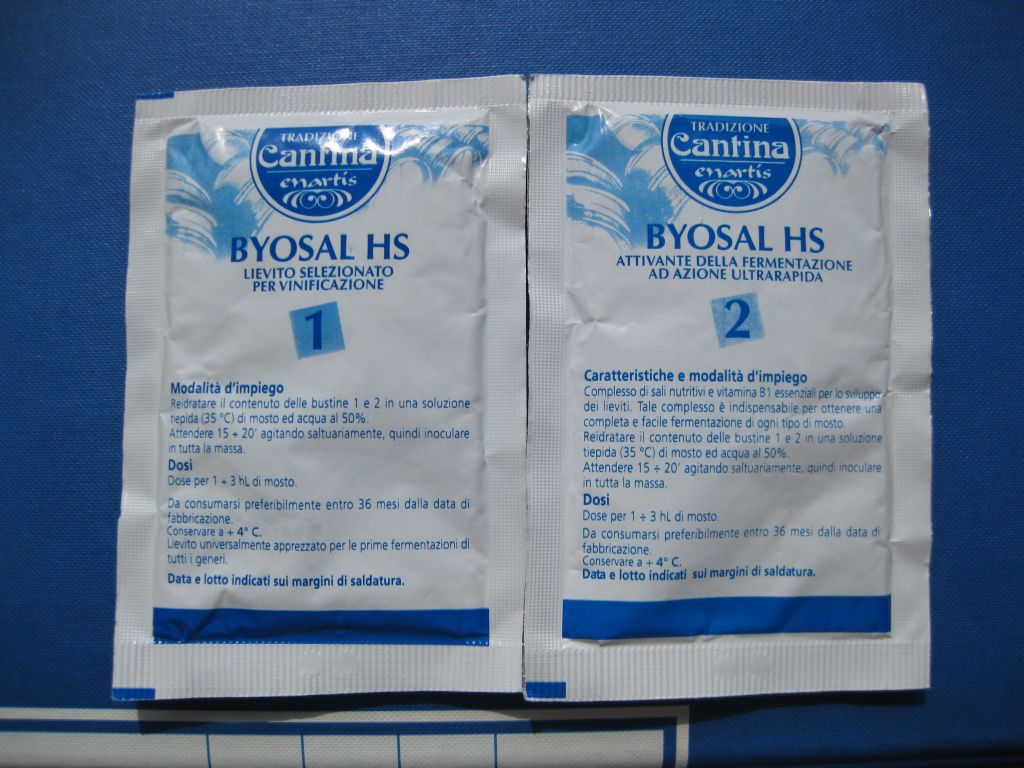 TRADIZIONE
Cantina
enartis
BYOSAL HS
LIEVITO SELEZIONATO
PER VINIFICAZIONE
1
Modalità d'impiego
Reidratare il contenuto delle bustine 1 e 2 in una soluzione
tiepida (35 °C) di mosto ed acqua al 50%.
Attendere 15 ÷ 20' agitando saltuariamente, quindi inoculare
in tutta la massa.
Dosi
Dose per 1 ÷ 3 hL di mosto.
Da consumarsi preferibilmente entro 36 mesi dalla data di
fabbricazione.
Conservare a + 4° C.
Lievito universalmente apprezzato per le prime fermentazioni di
tutti i generi.
Data e lotto indicati sui margini di saldatura.
TRADIZIONE
Cantina
enartis
BYOSAL HS
ATTIVANTE DELLA FERMENTAZIONE
AD AZIONE ULTRARAPIDA
2
Caratteristiche e modalità d'impiego
Complesso di sali nutritivi e vitamina B1 essenziali per lo sviluppo
dei lieviti. Tale complesso è indispensabile per ottenere una
completa e facile fermentazione di ogni tipo di mosto.
Reidratare il contenuto delle bustine 1 e 2 in una soluzione
tiepida (35 °C) di mosto ed acqua al 50%.
Attendere 15 ÷ 20' agitando saltuariamente, quindi inoculare
in tutta la massa.
Dosi
Dose per 1 ÷ 3 hL di mosto.
Da consumarsi preferibilmente entro 36 mesi dalla data di
fabbricazione.
Conservare a + 4° C.
Data e lotto indicati sui margini di saldatura.